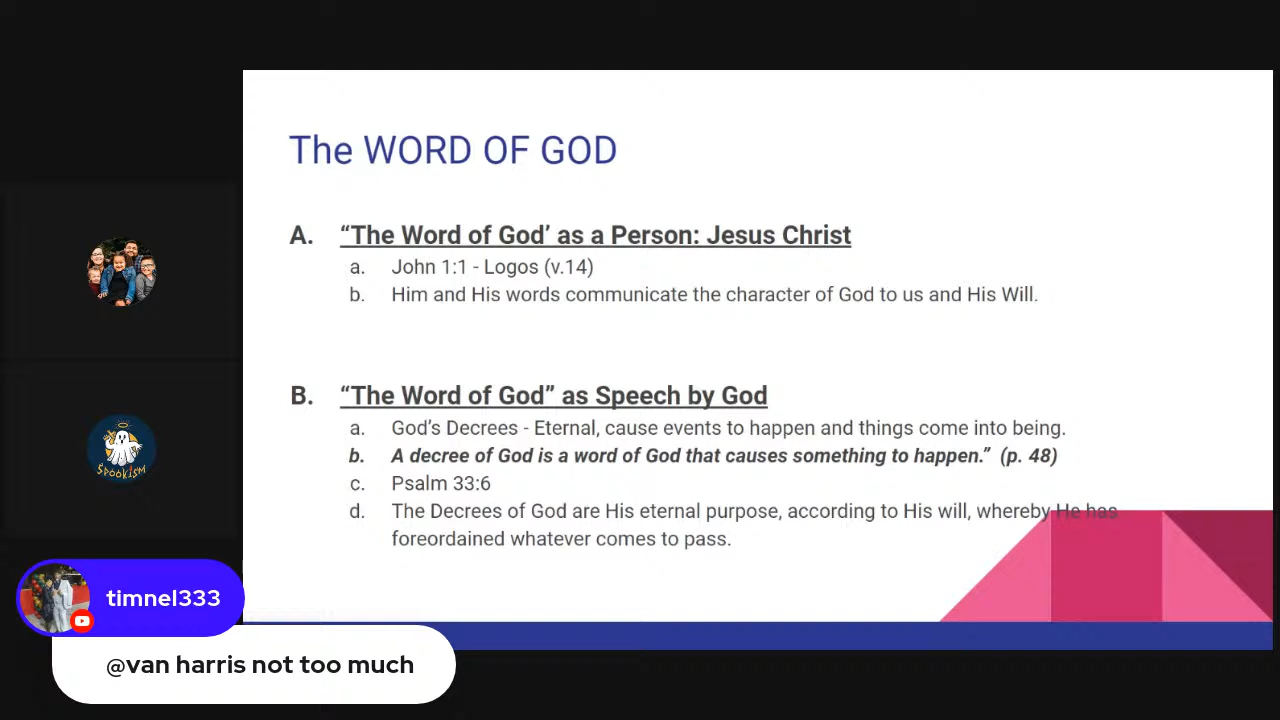 The WORD OF GOD
A. “The Word of God’ as a Person: Jesus Christ
a. John 1:1 - Logos (v.14)
b. Him and His words communicate the character of God to us and His Will.
B. “The Word of God” as Speech by God
a. God’s Decrees - Eternal, cause events to happen and things come into being.
b. A decree of God is a word of God that causes something to happen.” (p. 48)
c. Psalm 33:6
d. The Decrees of God are His eternal purpose, according to His will, whereby He has
foreordained whatever comes to pass.
SPOOKISM
timnel333
@van harris not too much